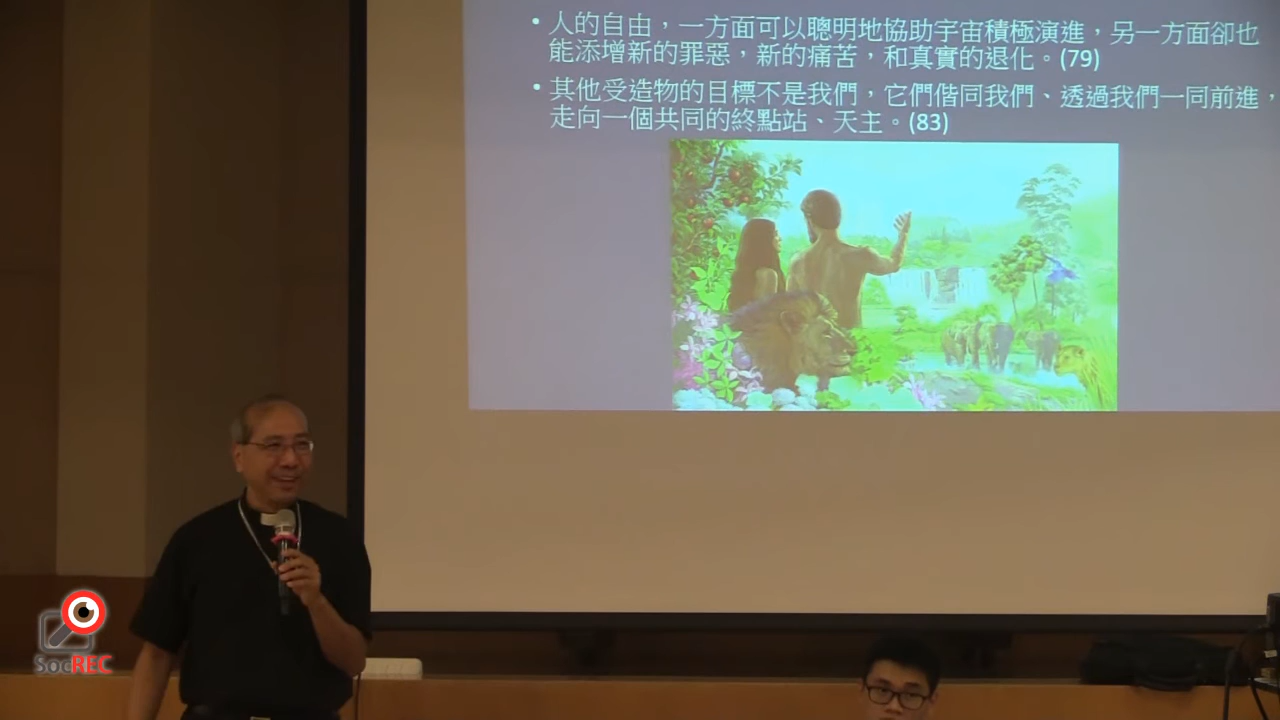 • 人的自由，一方面可以聰明地協助宇宙積極演進，另一方面卻也
能添增新的罪惡，新的痛苦，和真實的退化。(79)
• 其他受造物的目標不是我們，它們偕同我們、透過我們一同前進，
走向一個共同的終點站、天主。(83)
SocREC